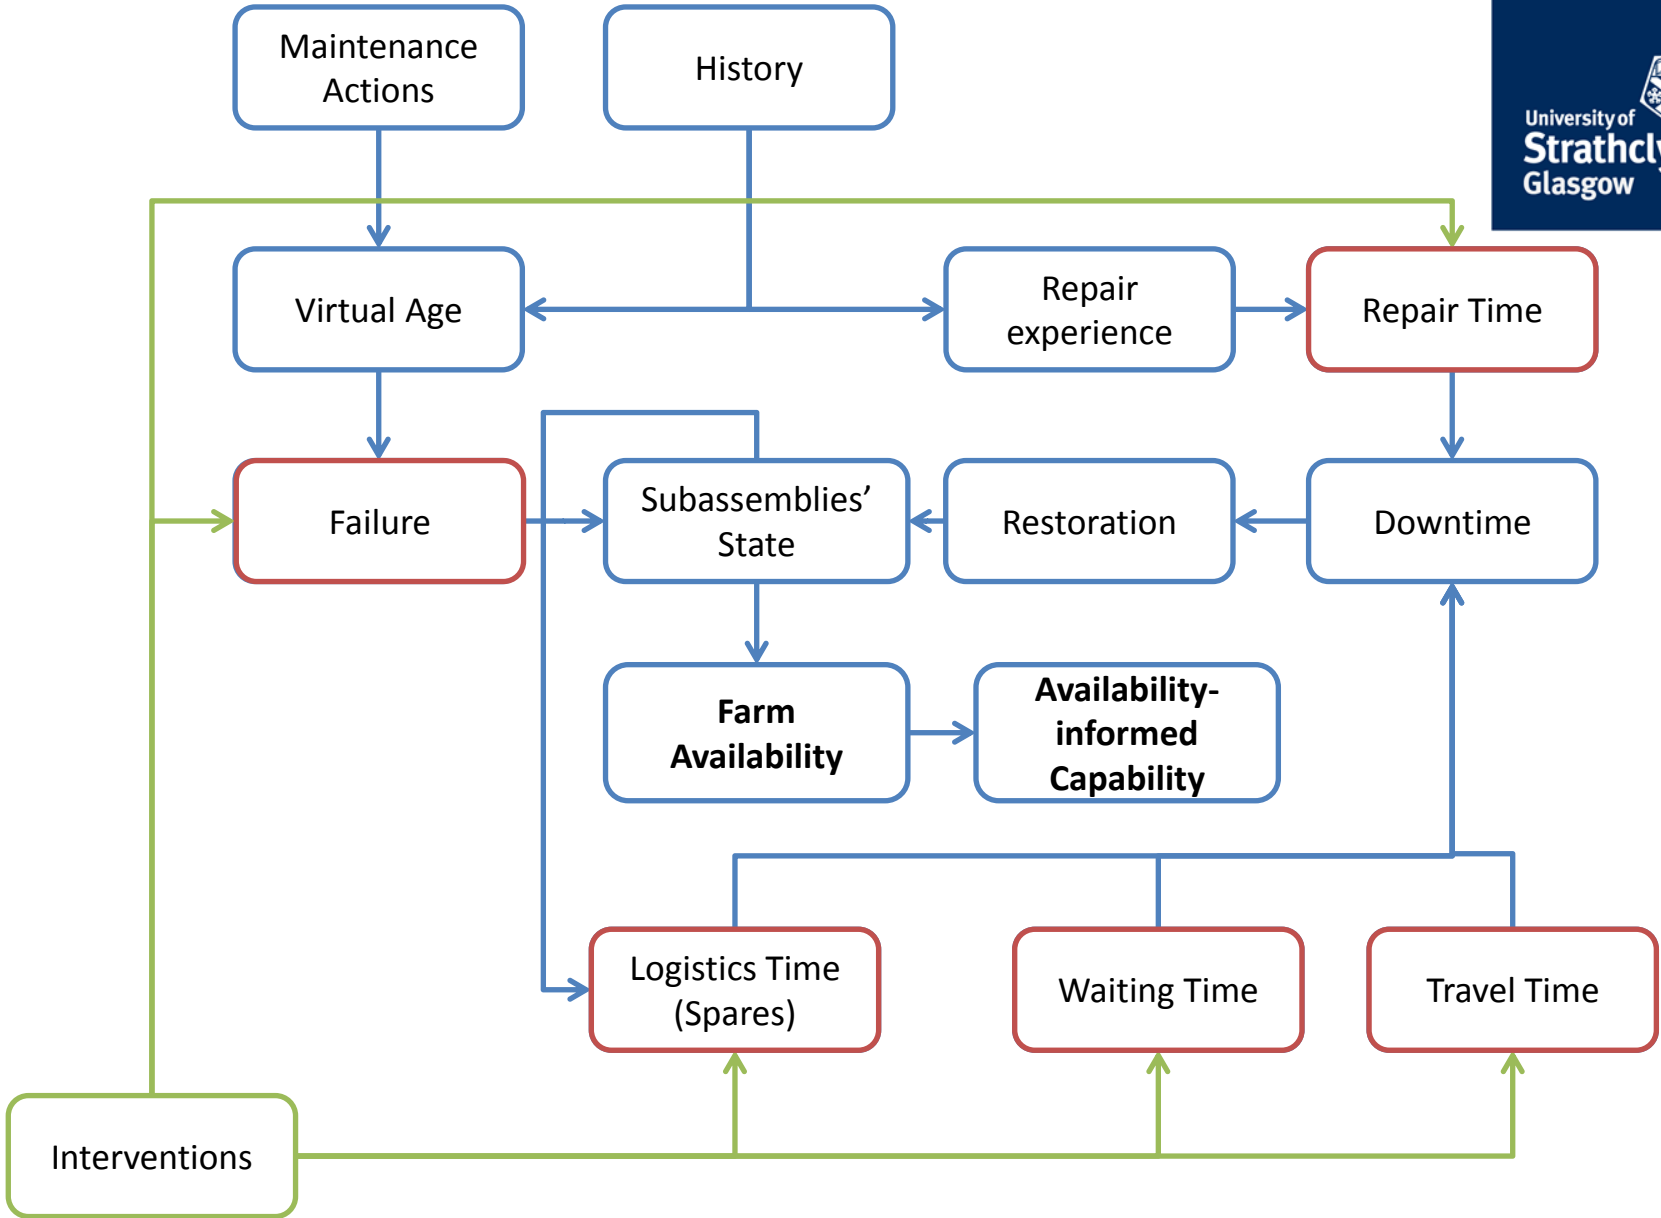 Maintenance
Actions
History
University of
Glasgow
Virtual Age
Repair
experience
Repair Time
Failure
Subassemblies’
State
Restoration
Downtime
Farm
Availability
Availability-
informed
Capability
Logistics Time
(Spares)
Waiting Time
Travel Time
Interventions